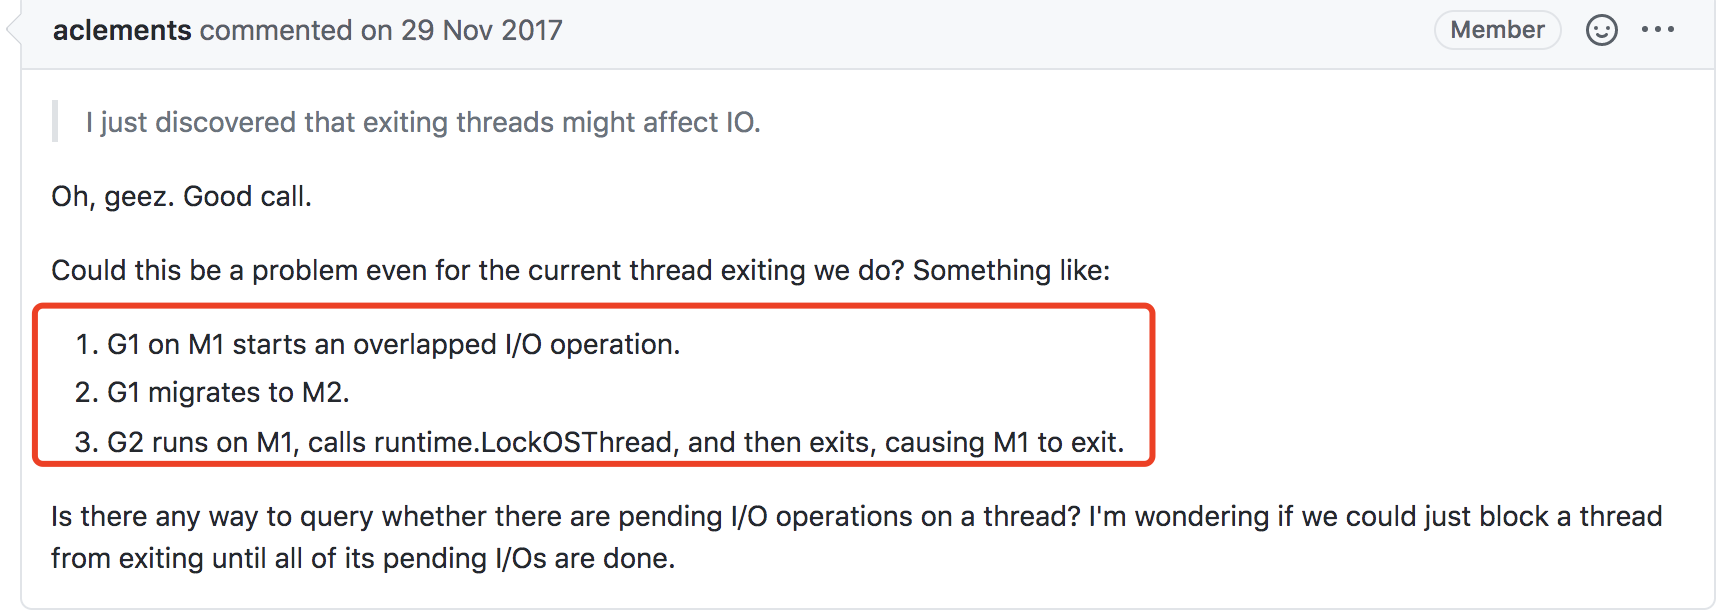 aclements commented on 29 Nov 2017 Member
I just discovered that exiting threads might affect IO.
Oh, geez. Good call.
Could this be a problem even for the current thread exiting we do? Something like:
1. G1 on M1 starts an overlapped I/O operation.
2. G1 migrates to M2.
3. G2 runs on M1, calls runtime.LockOSThread, and then exits, causing M1 to exit.
Is there any way to query whether there are pending I/O operations on a thread? I'm wondering if we could just block a thread
from exiting until all of its pending I/Os are done.